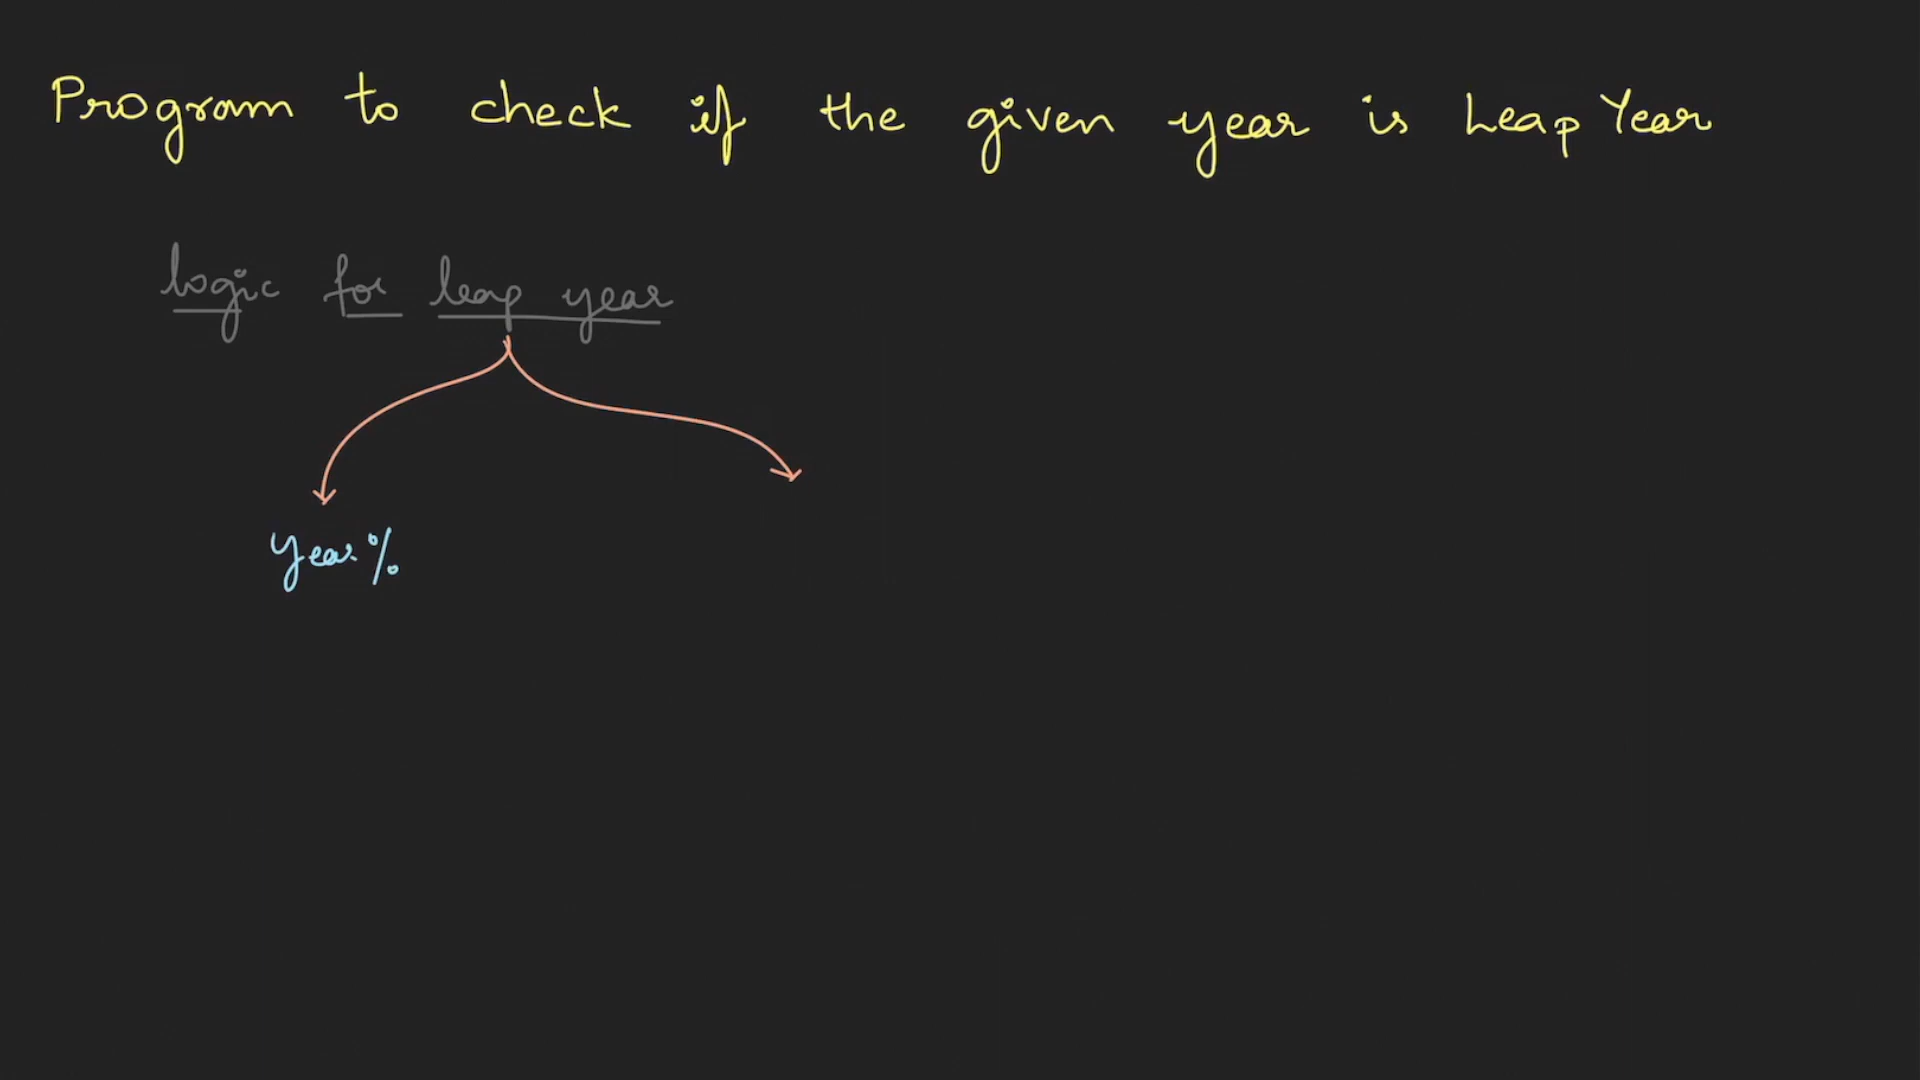 Program to check if the given year is Leap Year
logic for leap year
Year %